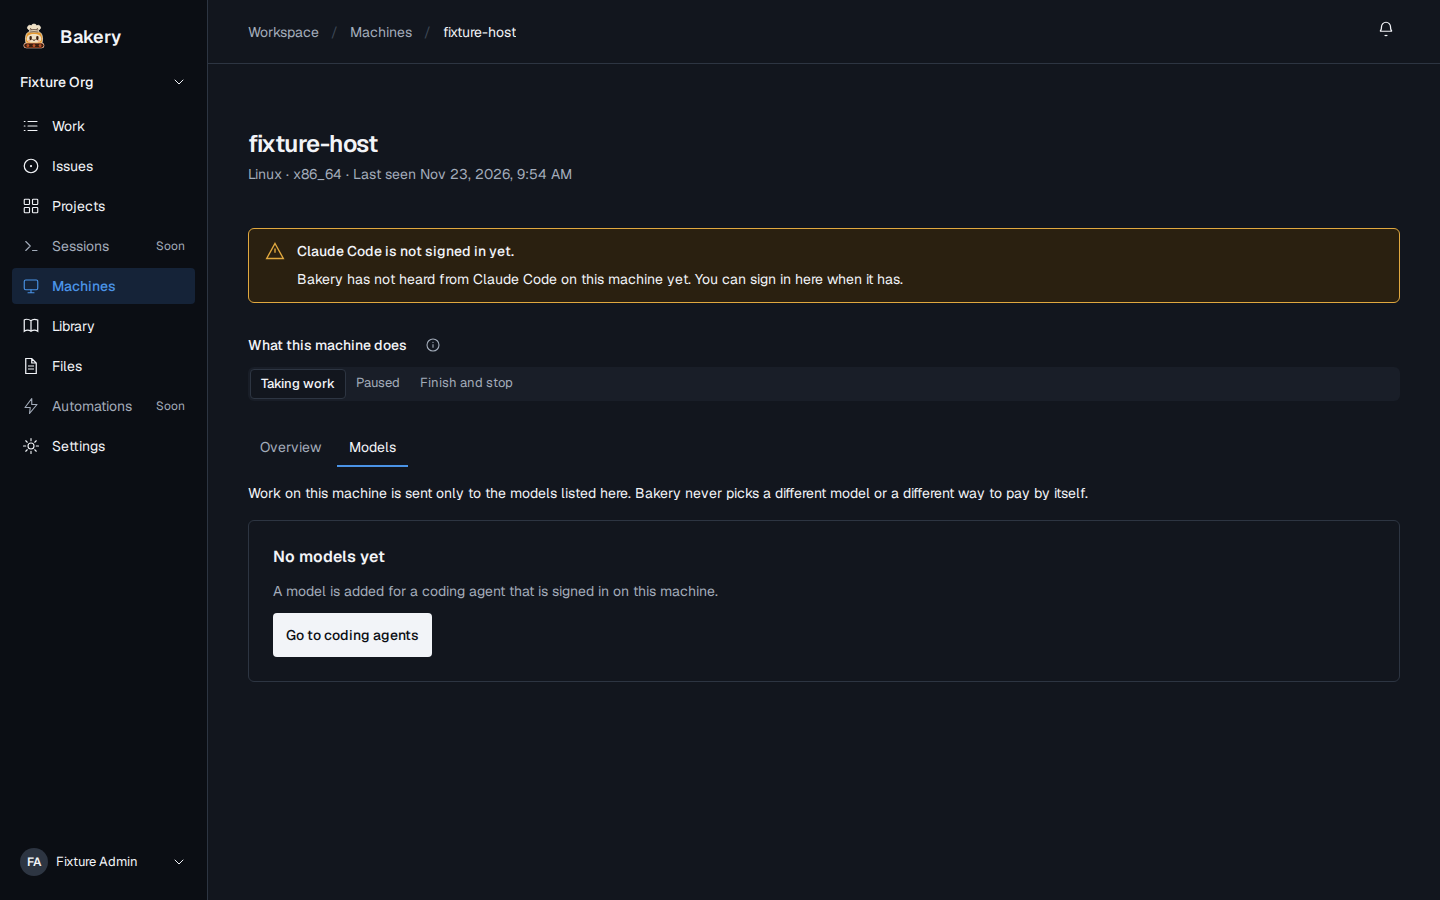 Bakery
Fixture Org
Work
Issues
Projects
Sessions Soon
Machines
Library
Files
Automations Soon
Settings
FA Fixture Admin
Workspace / Machines / fixture-host
fixture-host
Linux · x86_64 · Last seen Nov 23, 2026, 9:54 AM
Claude Code is not signed in yet.
Bakery has not heard from Claude Code on this machine yet. You can sign in here when it has.
What this machine does
Taking work Paused Finish and stop
Overview Models
Work on this machine is sent only to the models listed here. Bakery never picks a different model or a different way to pay by itself.
No models yet
A model is added for a coding agent that is signed in on this machine.
Go to coding agents